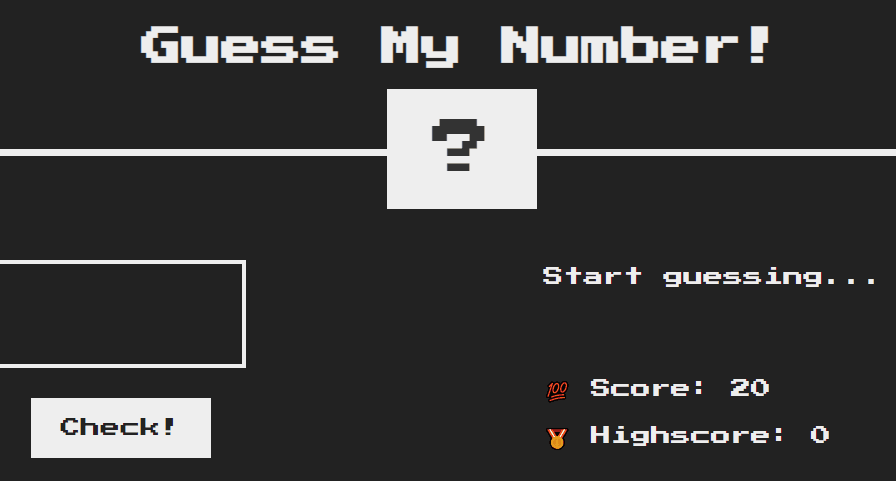 Guess My Number!
?
Start guessing...
💯 Score: 20
🥇 Highscore: 0
Check!